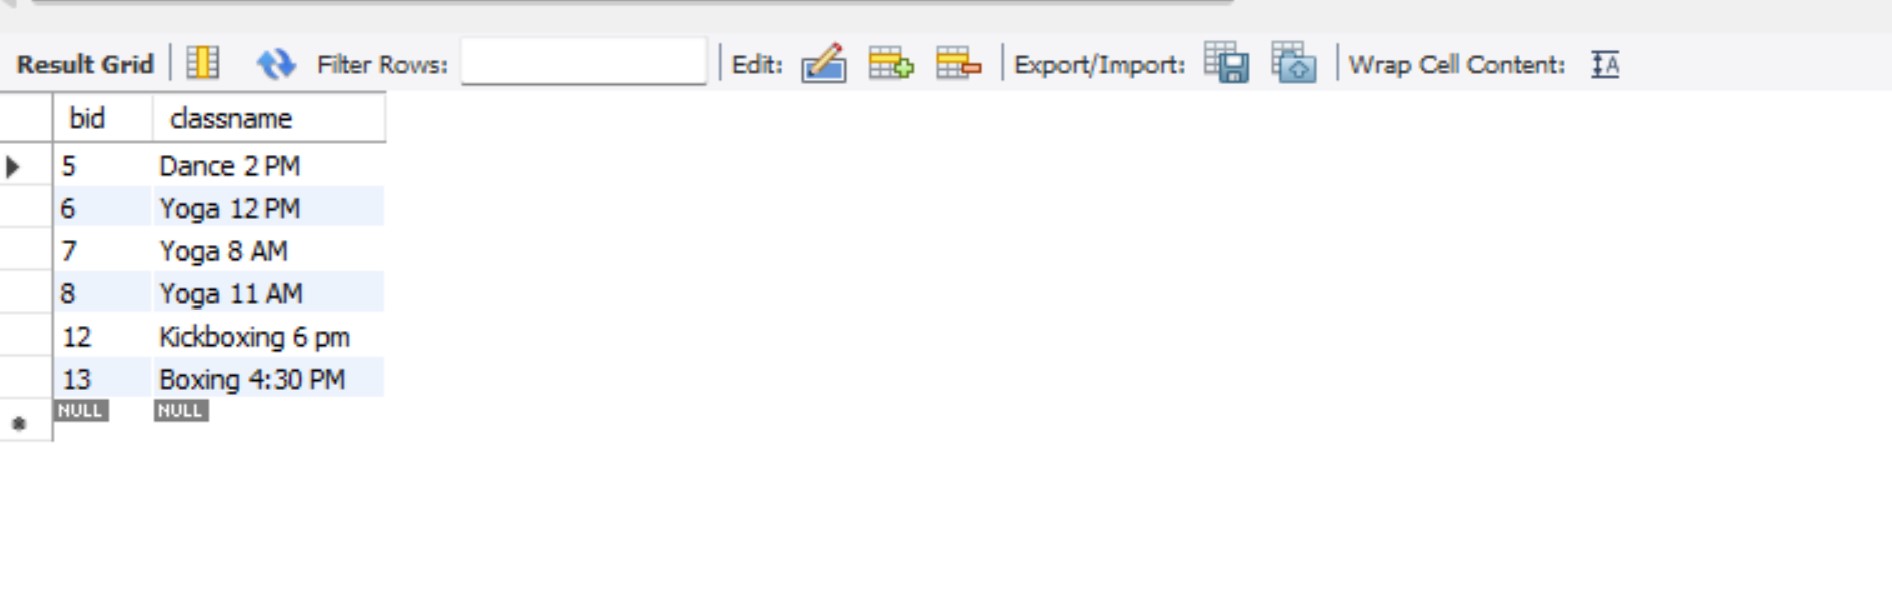 Result Grid Filter Rows: Edit: Export/Import: Wrap Cell Content: IA
bid classname
5 Dance 2 PM
6 Yoga 12 PM
7 Yoga 8 AM
8 Yoga 11 AM
12 Kickboxing 6 pm
13 Boxing 4:30 PM
NULL NULL